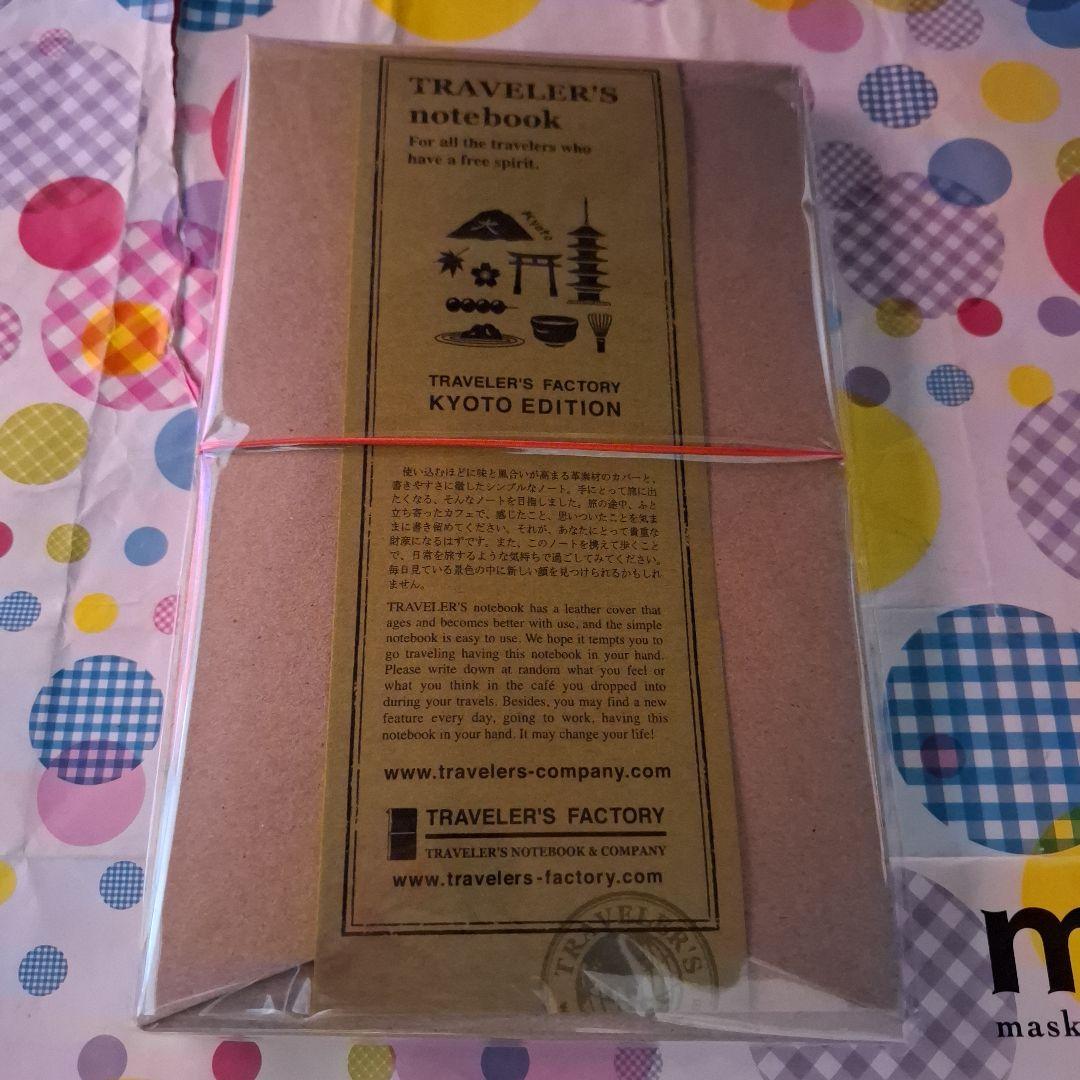 TRAVELER'S
notebook
For all the travelers who
have a free spirit.
大
Kyoto
TRAVELER'S FACTORY
KYOTO EDITION
使い込むほどに味と風合いが高まる革素材のカバーと、
書きやすさに徹したシンプルなノート。手にとって旅に出
たくなる、そんなノートを目指しました。旅の途中、ふと
立ち寄ったカフェで、感じたこと、思いついたことを気ま
まに書き留めてください。それが、あなたにとって貴重な
財産になるはずです。また、このノートを携えて歩くこと
で、日常を旅するような気持ちで過ごしてみてください。
毎日見ている景色の中に新しい顔を見つけられるかもしれ
ません。
TRAVELER'S notebook has a leather cover that
ages and becomes better with use, and the simple
notebook is easy to use. We hope it tempts you to
go traveling having this notebook in your hand.
Please write down at random what you feel or
what you think in the café you dropped into
during your travels. Besides, you may find a new
feature every day, going to work, having this
notebook in your hand. It may change your life!
www.travelers-company.com
TRAVELER'S FACTORY
TRAVELER'S NOTEBOOK & COMPANY
www.travelers-factory.com
TRAVELER'S
m
mask